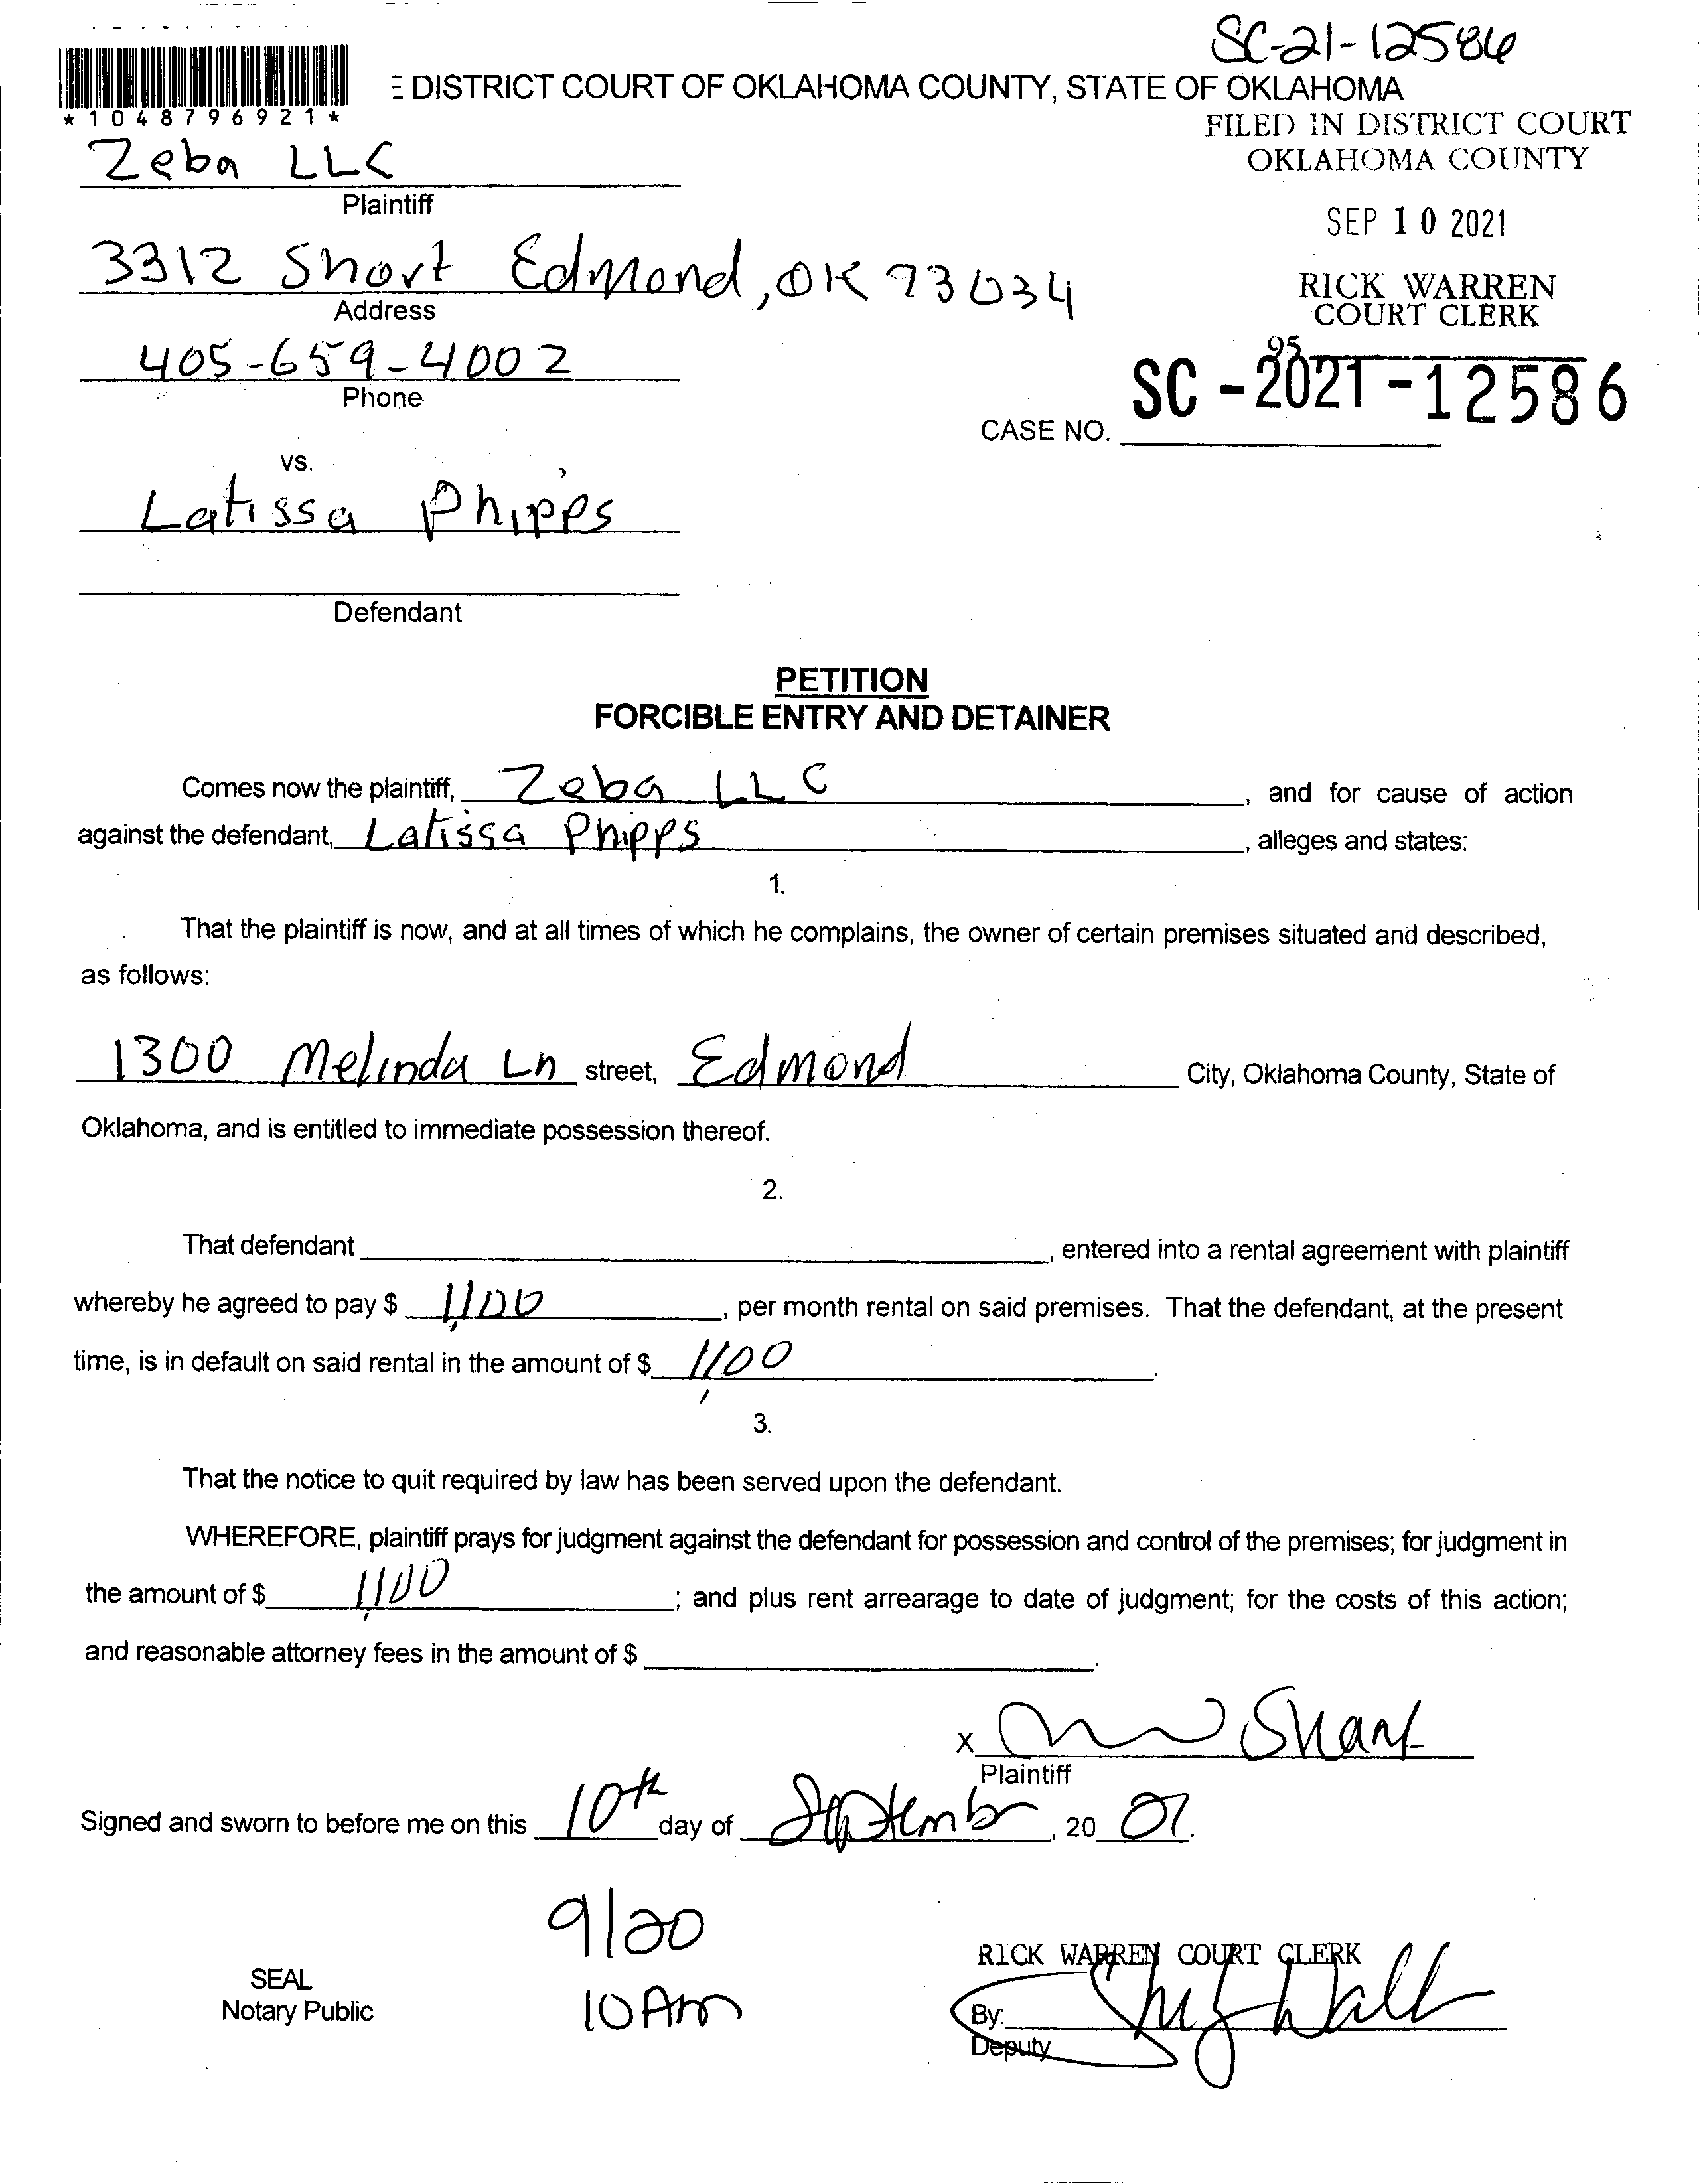 SC-21-12586
DISTRICT COURT OF OKLAHOMA COUNTY, STATE OF OKLAHOMA
*1048796921*
FILED IN DISTRICT COURT
OKLAHOMA COUNTY
Zeba LLC
Plaintiff
SEP 10 2021
3312 Short Edmond, OK 73034
Address
RICK WARREN
COURT CLERK
405-659-4002
Phone
95
SC-2021-12586
CASE NO.
vs.
Latissa Phipps
Defendant
PETITION
FORCIBLE ENTRY AND DETAINER
Comes now the plaintiff, Zeba LLC, and for cause of action
against the defendant, Latissa Phipps, alleges and states:
1.
That the plaintiff is now, and at all times of which he complains, the owner of certain premises situated and described,
as follows:
1300 Melinda Ln street, Edmond City, Oklahoma County, State of
Oklahoma, and is entitled to immediate possession thereof.
2.
That defendant , entered into a rental agreement with plaintiff
whereby he agreed to pay $ 1,100, per month rental on said premises. That the defendant, at the present
time, is in default on said rental in the amount of $ 1,100.
3.
That the notice to quit required by law has been served upon the defendant.
WHEREFORE, plaintiff prays for judgment against the defendant for possession and control of the premises; for judgment in
the amount of $ 1,100; and plus rent arrearage to date of judgment; for the costs of this action;
and reasonable attorney fees in the amount of $ .
X
Plaintiff
Signed and sworn to before me on this 10th day of September, 20 21.
9/20
10 Am
SEAL
Notary Public
RICK WARREN COURT CLERK
By:
Deputy